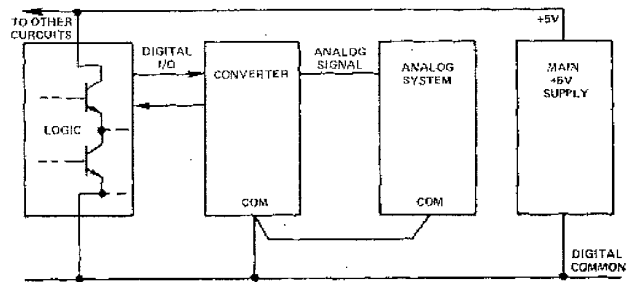 TO OTHER
CURCUITS
+5V
DIGITAL
I/O
ANALOG
SIGNAL
CONVERTER
ANALOG
SYSTEM
MAIN
+5V
SUPPLY
LOGIC
COM
COM
DIGITAL
COMMON